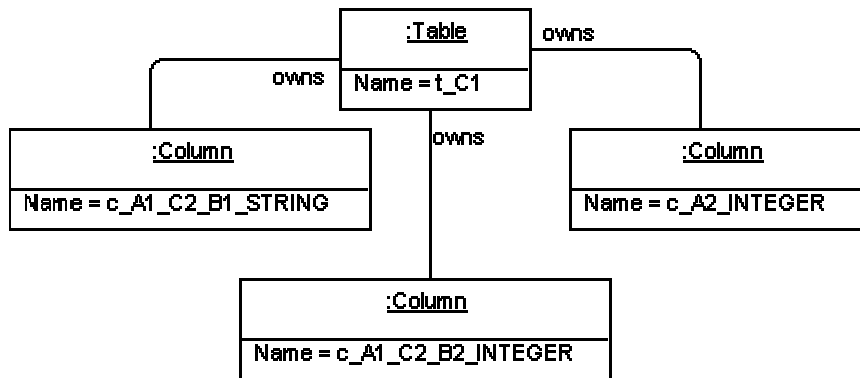 :Table
owns
owns
Name = t_C1
owns
:Column
:Column
Name = c_A1_C2_B1_STRING
Name = c_A2_INTEGER
:Column
Name = c_A1_C2_B2_INTEGER